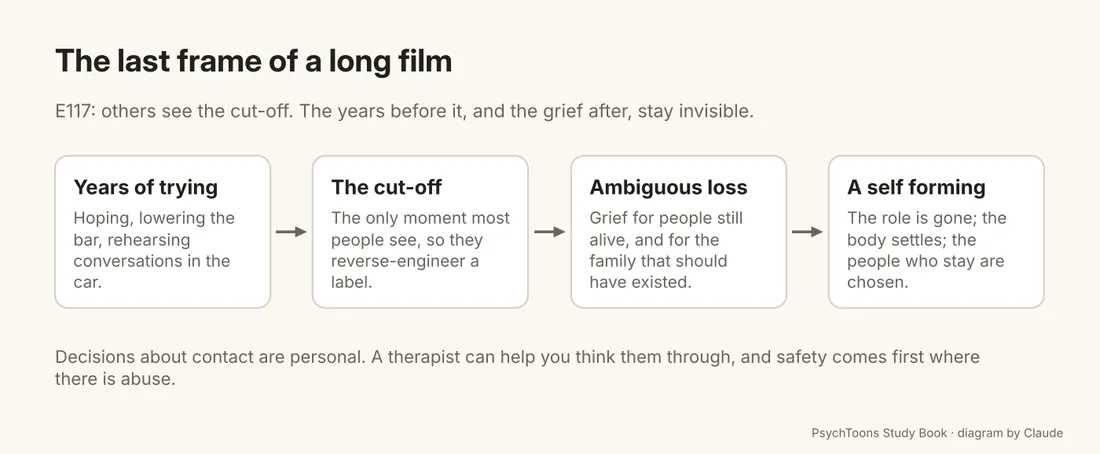 The last frame of a long film
E117: others see the cut-off. The years before it, and the grief after, stay invisible.
Years of trying
Hoping, lowering the
bar, rehearsing
conversations in the
car.
The cut-off
The only moment most
people see, so they
reverse-engineer a
label.
Ambiguous loss
Grief for people still
alive, and for the
family that should
have existed.
A self forming
The role is gone; the
body settles; the
people who stay are
chosen.
Decisions about contact are personal. A therapist can help you think them through, and safety comes first where
there is abuse.
PsychToons Study Book · diagram by Claude